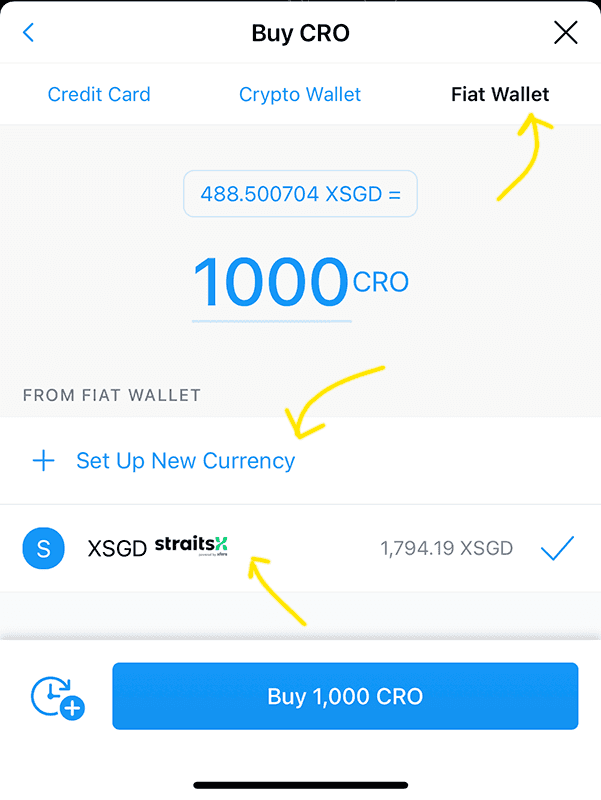 Buy CRO
Credit Card Crypto Wallet Fiat Wallet
488.500704 XSGD =
1000 CRO
FROM FIAT WALLET
Set Up New Currency
S XSGD straitsX 1,794.19 XSGD
Buy 1,000 CRO